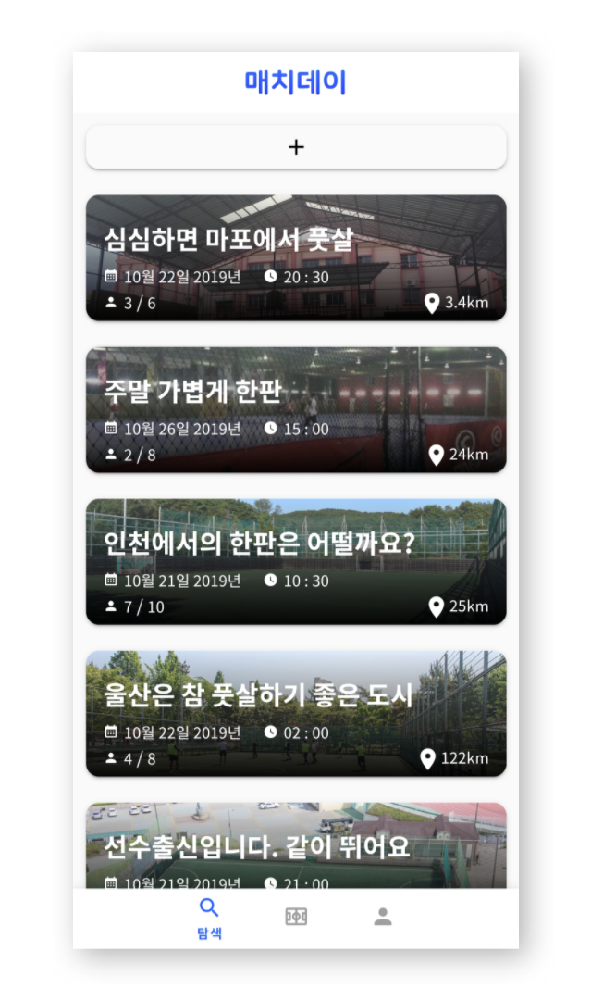 매치데이
+
심심하면 마포에서 풋살
10월 22일 2019년 20 : 30
3 / 6 3.4km
주말 가볍게 한판
10월 26일 2019년 15 : 00
2 / 8 24km
인천에서의 한판은 어떨까요?
10월 21일 2019년 10 : 30
7 / 10 25km
울산은 참 풋살하기 좋은 도시
10월 22일 2019년 02 : 00
4 / 8 122km
선수출신입니다. 같이 뛰어요
10월 21일 2019년 21 : 00
탐색